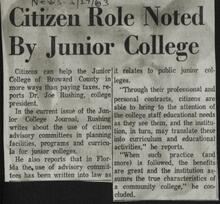 Citizen Role Noted
By Junior College
Citizens can help the Junior
College of Broward County in
more ways than paying taxes, re-
ports Dr. Joe Rushing, college
president.
In the current issue of the Jun-
ior College Journal, Rushing
writes about the use of citizen
advisory committees in planning
facilities, programs and curricu-
la for junior colleges.
He also reports that in Flor-
ida the use of advisory commit-
tees has been written into law as
it relates to public junior col-
leges.
"Through their professional and
personal contracts, citizens are
able to bring to the attention of
the college staff educational needs
as they see them, and the institu-
tion, in turn, may translate them
into curriculum and educational
activities," he reports.
"When such practice (and
more) is followed the benefits
are great and the institution as-
sumes the true characteristics of
a community college," he con-
cluded.